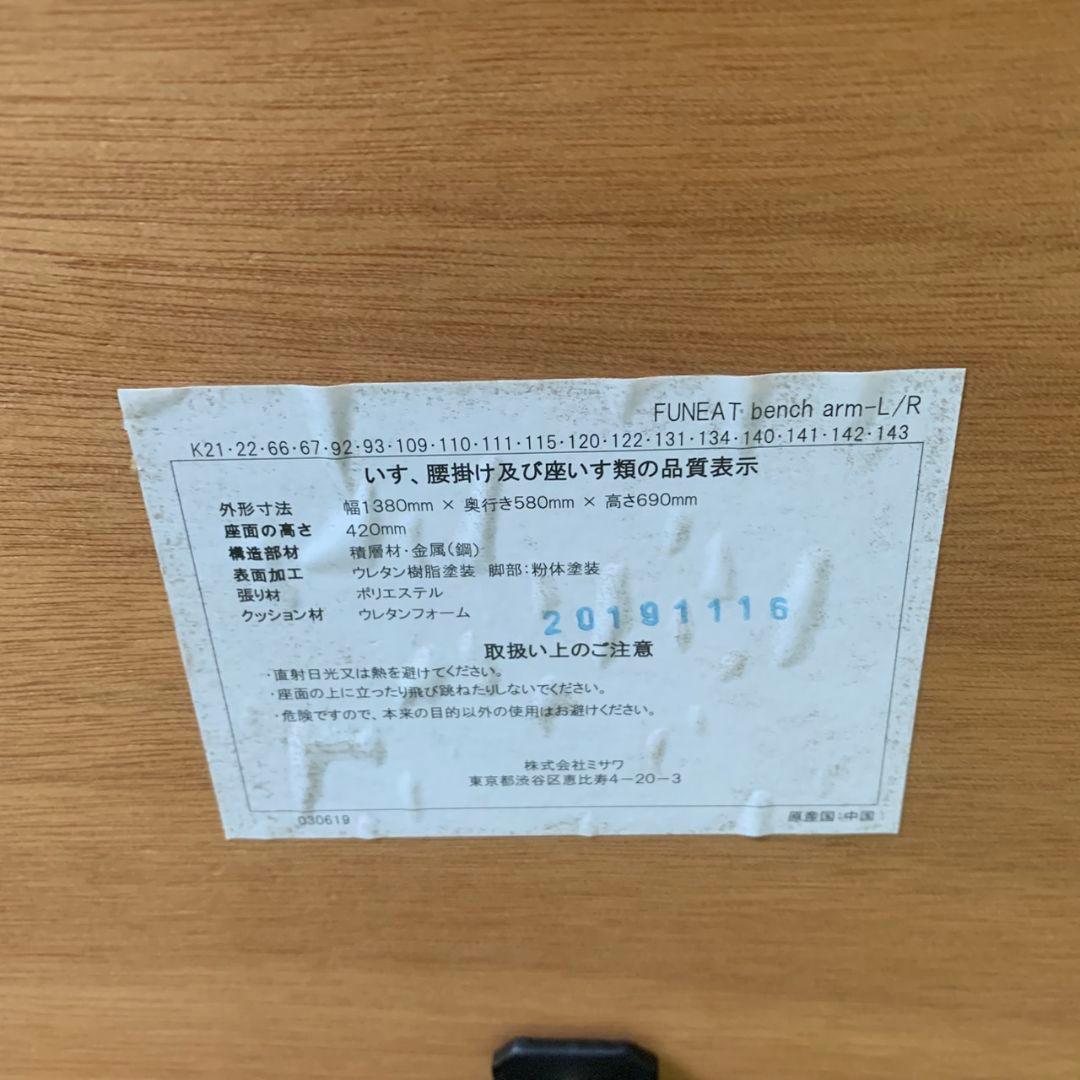 FUNEAT bench arm-L/R
K21・22・66・67・92・93・109・110・111・115・120・122・131・134・140・141・142・143
いす、腰掛け及び座いす類の品質表示
外形寸法 幅1380mm × 奥行き580mm × 高さ690mm
座面の高さ 420mm
構造部材 積層材・金属(鋼)
表面加工 ウレタン樹脂塗装 脚部:粉体塗装
張り材 ポリエステル
クッション材 ウレタンフォーム
20191116
取扱い上のご注意
・直射日光又は熱を避けてください。
・座面の上に立ったり飛び跳ねたりしないでください。
・危険ですので、本来の目的以外の使用はお避けください。
株式会社ミサワ
東京都渋谷区恵比寿4-20-3
030619 原産国:中国